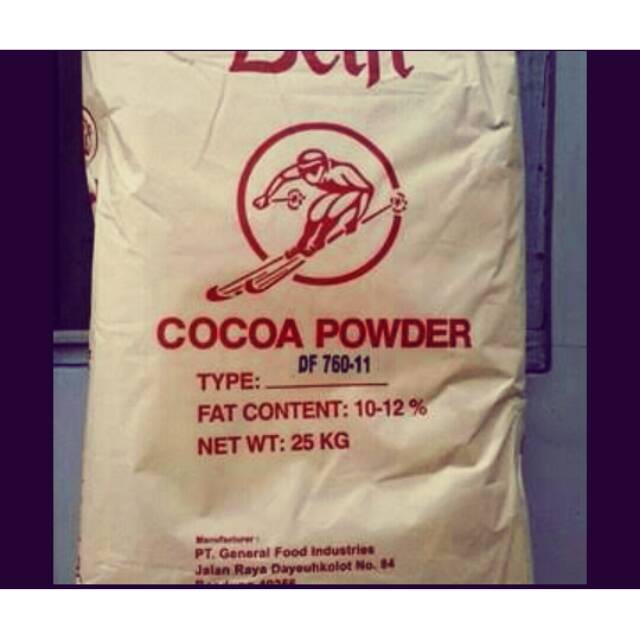 Delft
COCOA POWDER
TYPE: DF 760-11
FAT CONTENT: 10-12 %
NET WT: 25 KG
Manufacturer :
PT. General Food Industries
Jalan Raya Dayeuhkolot No. 84